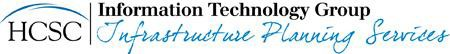 HCSC
Information Technology Group
Infrastructure Planning Services